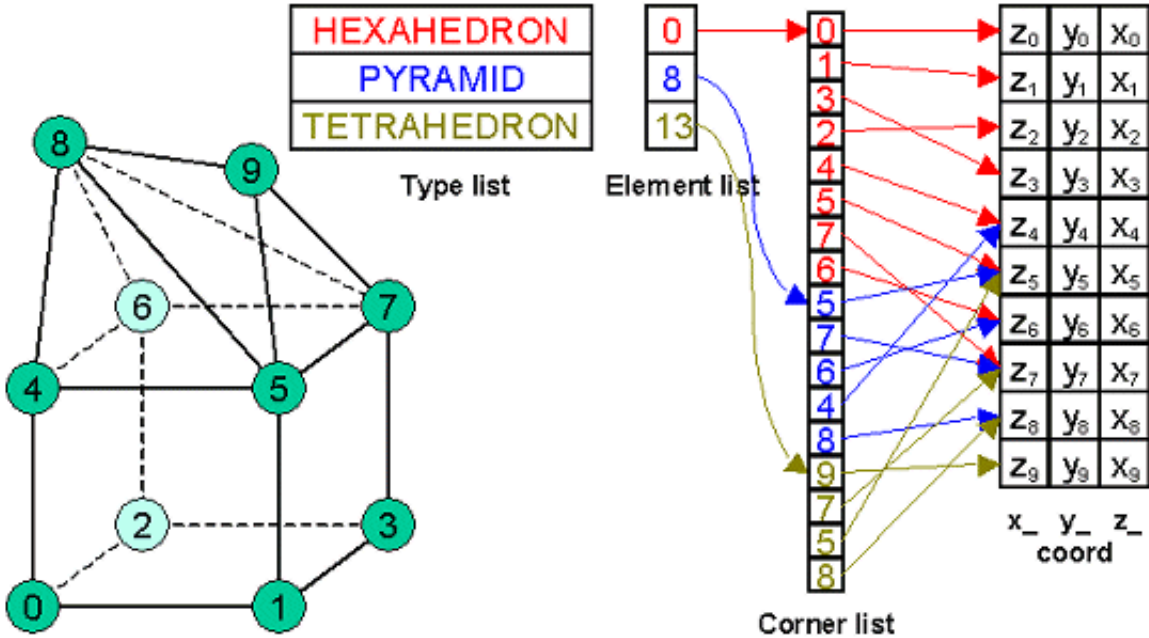 HEXAHEDRON
PYRAMID
TETRAHEDRON
Type list
0
8
13
Element list
0
1
3
2
4
5
7
6
5
7
6
4
8
9
7
5
8
Corner list
z₀ y₀ x₀
z₁ y₁ x₁
z₂ y₂ x₂
z₃ y₃ x₃
z₄ y₄ x₄
z₅ y₅ x₅
z₆ y₆ x₆
z₇ y₇ x₇
z₈ y₈ x₈
z₉ y₉ x₉
x_ y_ z_
coord
8
9
6
7
4
5
2
3
0
1